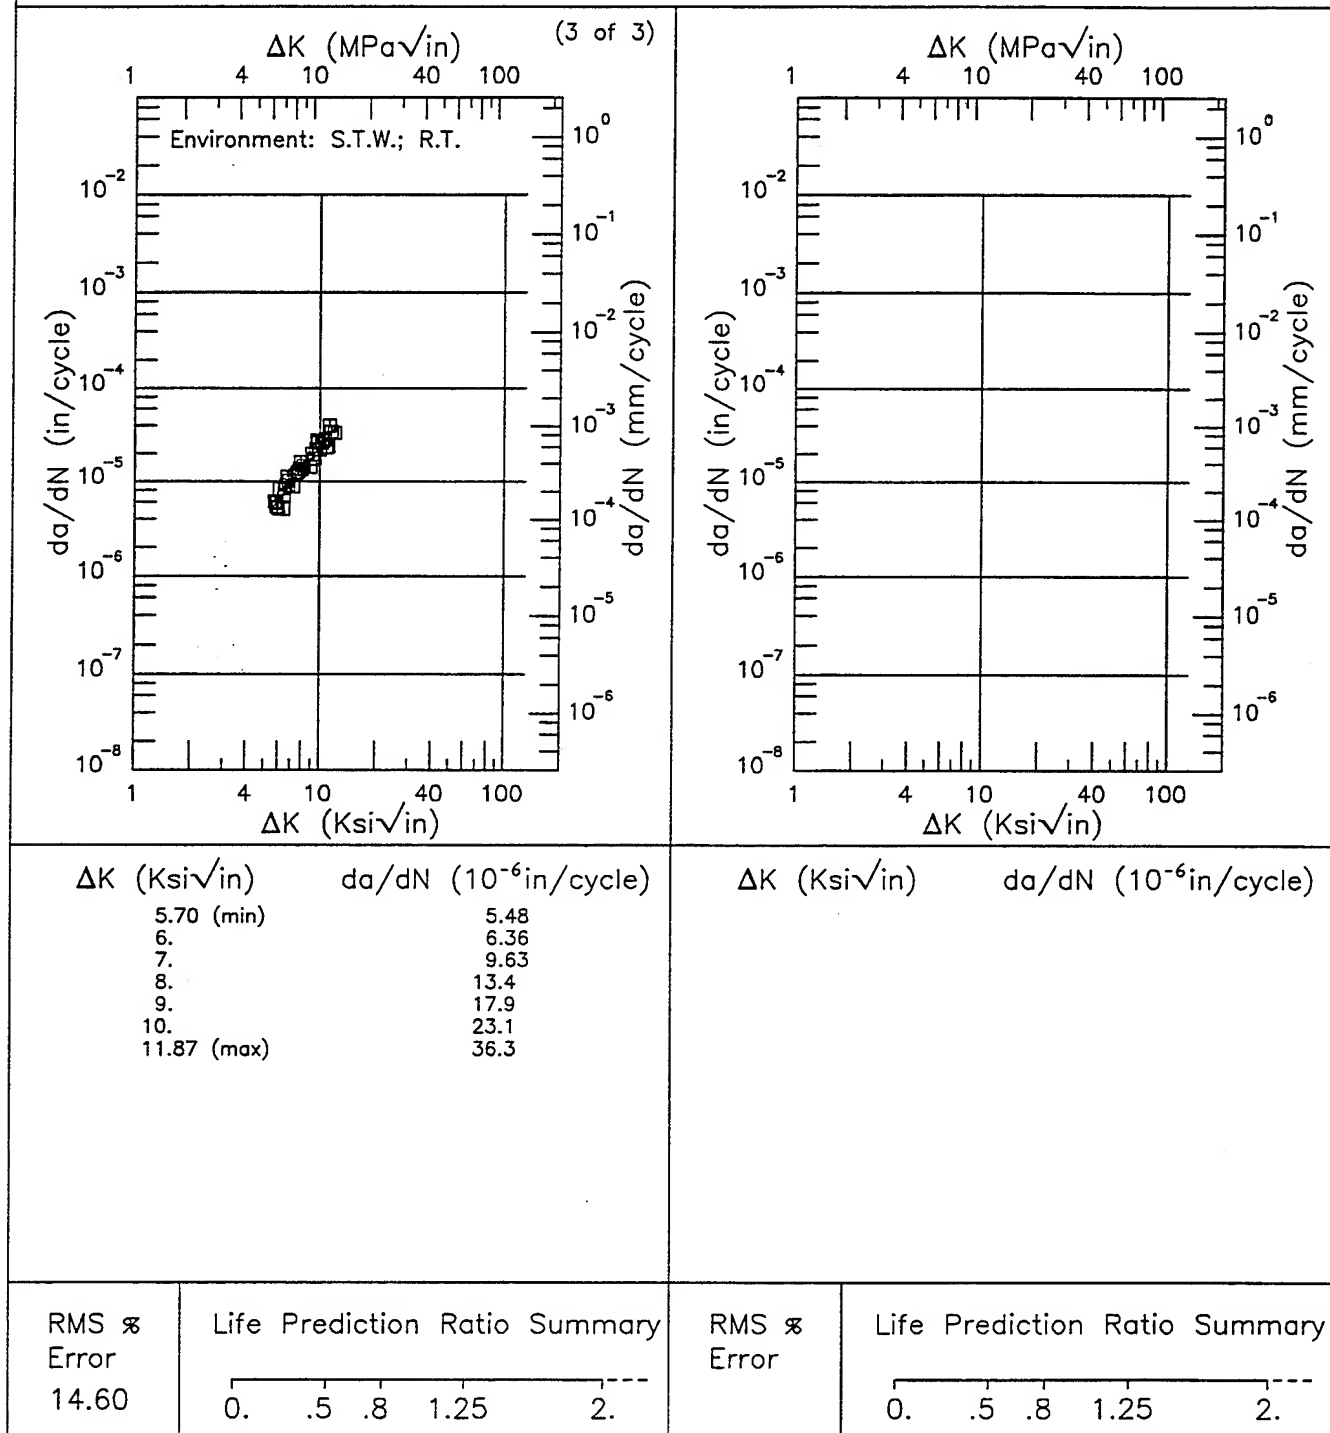 (3 of 3)
ΔK (MPa√in)
1 4 10 40 100
Environment: S.T.W.; R.T.
da/dN (in/cycle)
10⁻²
10⁻³
10⁻⁴
10⁻⁵
10⁻⁶
10⁻⁷
10⁻⁸
da/dN (mm/cycle)
10⁰
10⁻¹
10⁻²
10⁻³
10⁻⁴
10⁻⁵
10⁻⁶
1 4 10 40 100
ΔK (Ksi√in)
ΔK (MPa√in)
1 4 10 40 100
da/dN (in/cycle)
10⁻²
10⁻³
10⁻⁴
10⁻⁵
10⁻⁶
10⁻⁷
10⁻⁸
da/dN (mm/cycle)
10⁰
10⁻¹
10⁻²
10⁻³
10⁻⁴
10⁻⁵
10⁻⁶
1 4 10 40 100
ΔK (Ksi√in)
ΔK (Ksi√in) da/dN (10⁻⁶in/cycle)
5.70 (min) 5.48
6. 6.36
7. 9.63
8. 13.4
9. 17.9
10. 23.1
11.87 (max) 36.3
ΔK (Ksi√in) da/dN (10⁻⁶in/cycle)
RMS %
Error
14.60
Life Prediction Ratio Summary
0. .5 .8 1.25 2.
RMS %
Error
Life Prediction Ratio Summary
0. .5 .8 1.25 2.